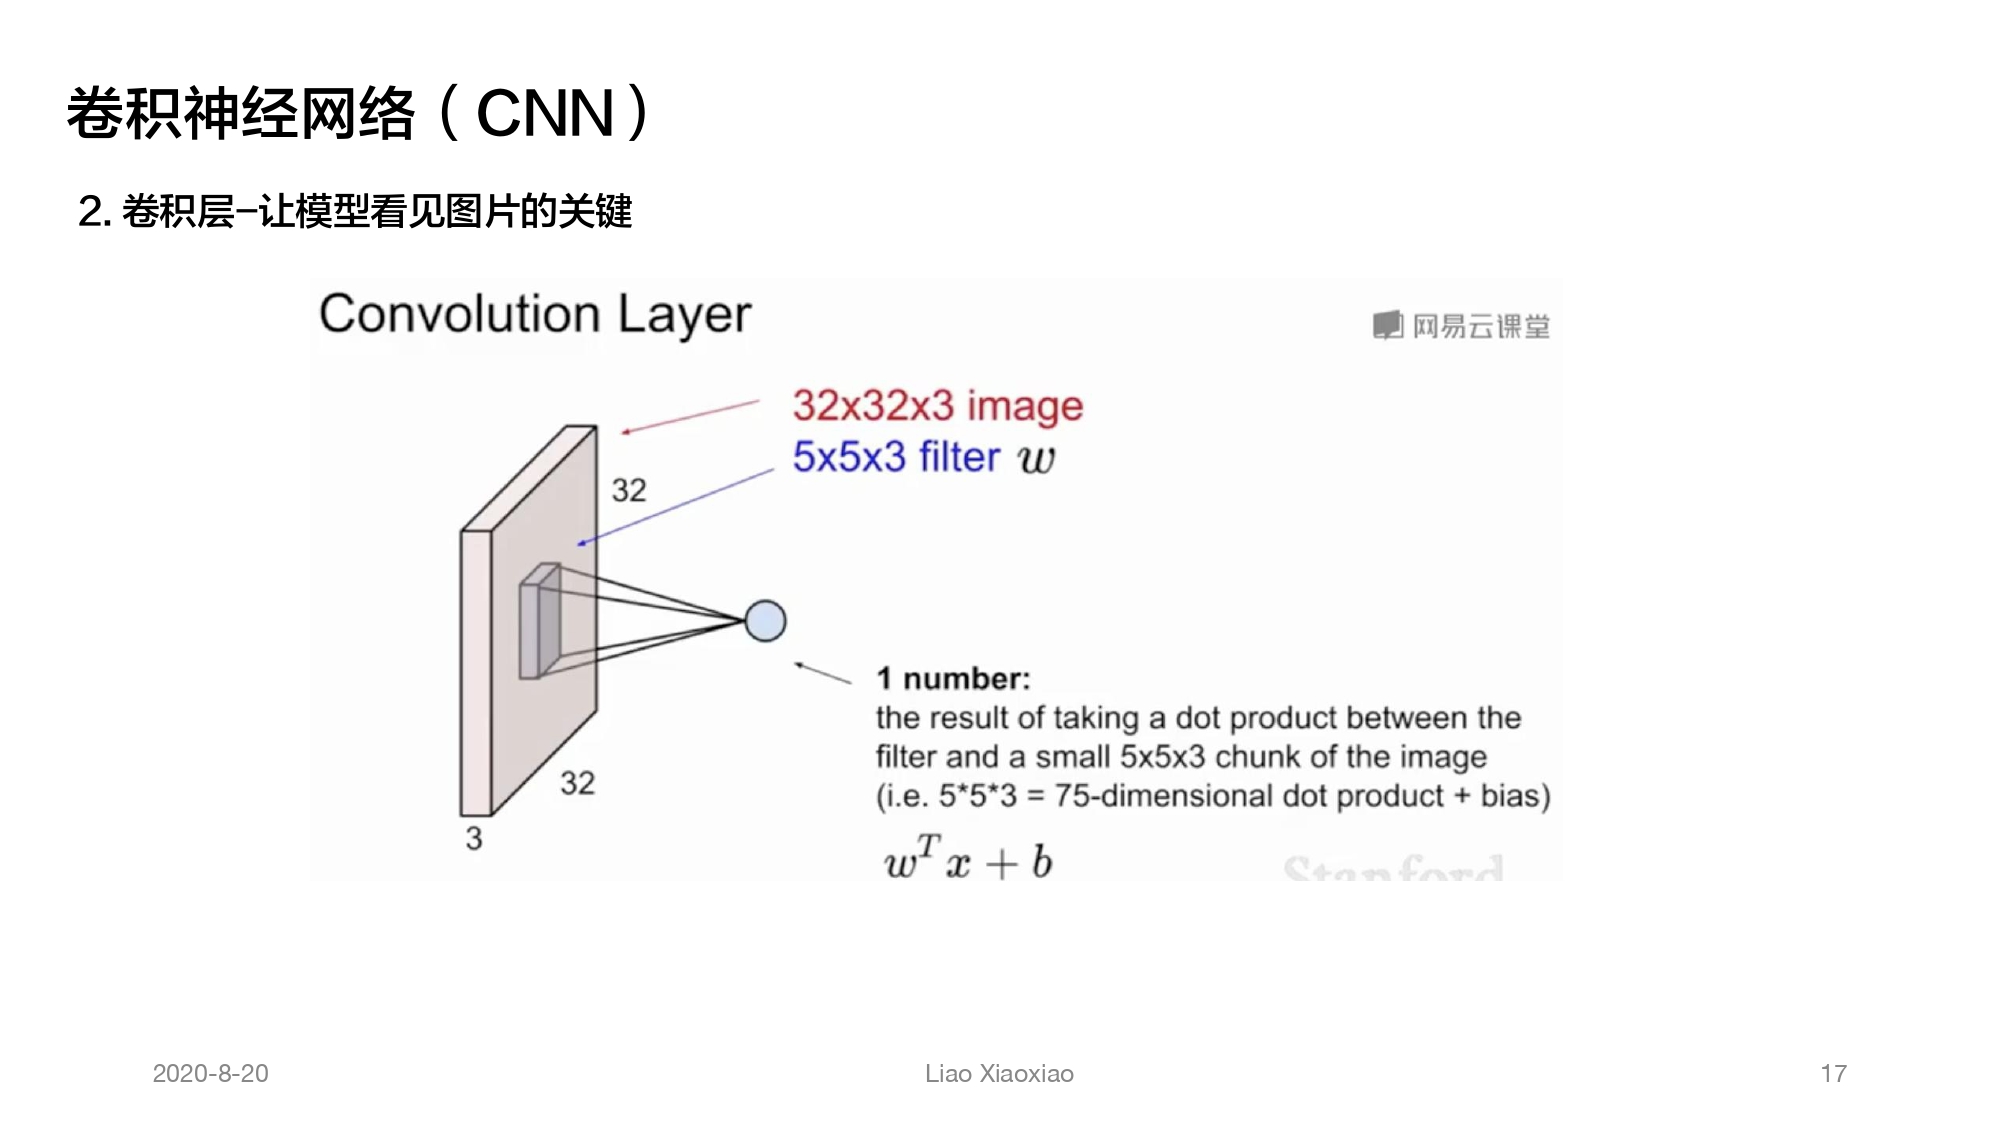 卷积神经网络（CNN）
2. 卷积层–让模型看见图片的关键
Convolution Layer
网易云课堂
32x32x3 image
5x5x3 filter w
32
32
3
1 number:
the result of taking a dot product between the
filter and a small 5x5x3 chunk of the image
(i.e. 5*5*3 = 75-dimensional dot product + bias)
w^T x + b
Stanford
2020-8-20
Liao Xiaoxiao
17